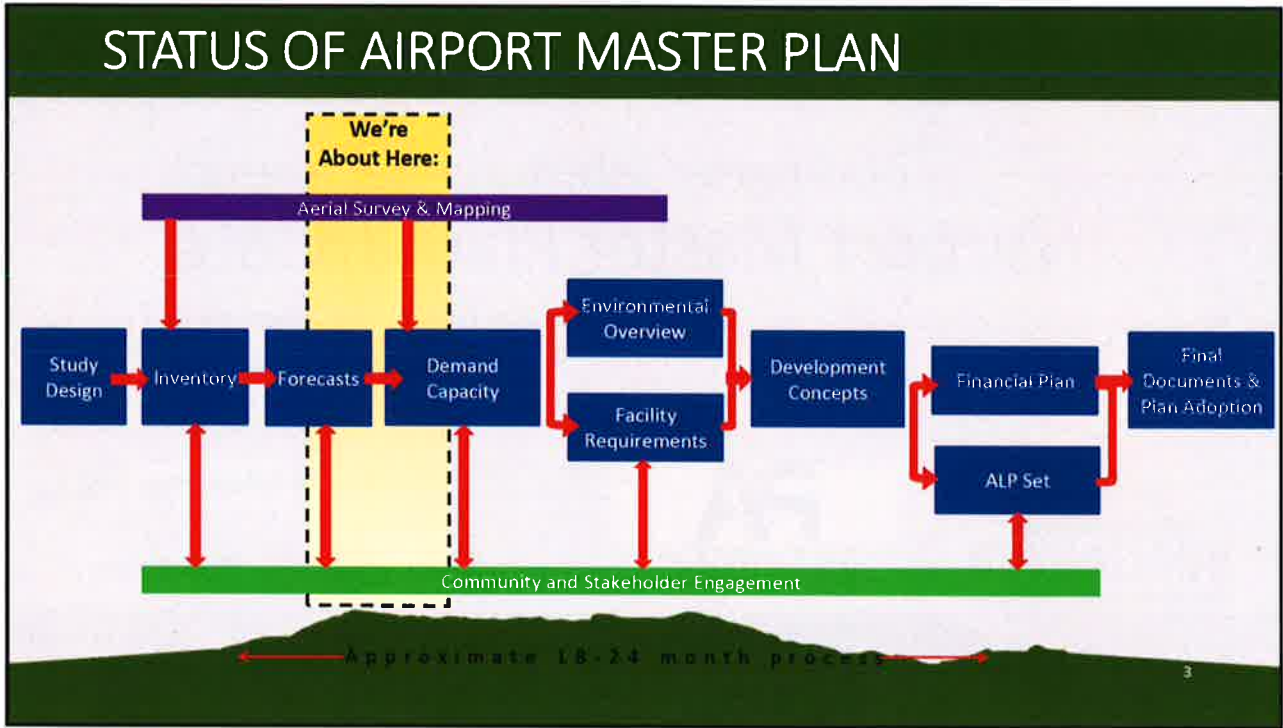 STATUS OF AIRPORT MASTER PLAN
We're
About Here:
Aerial Survey & Mapping
Study
Design
Inventory
Forecasts
Demand
Capacity
Environmental
Overview
Facility
Requirements
Development
Concepts
Financial Plan
ALP Set
Final
Documents &
Plan Adoption
Community and Stakeholder Engagement
Approximate 18-24 month process
3